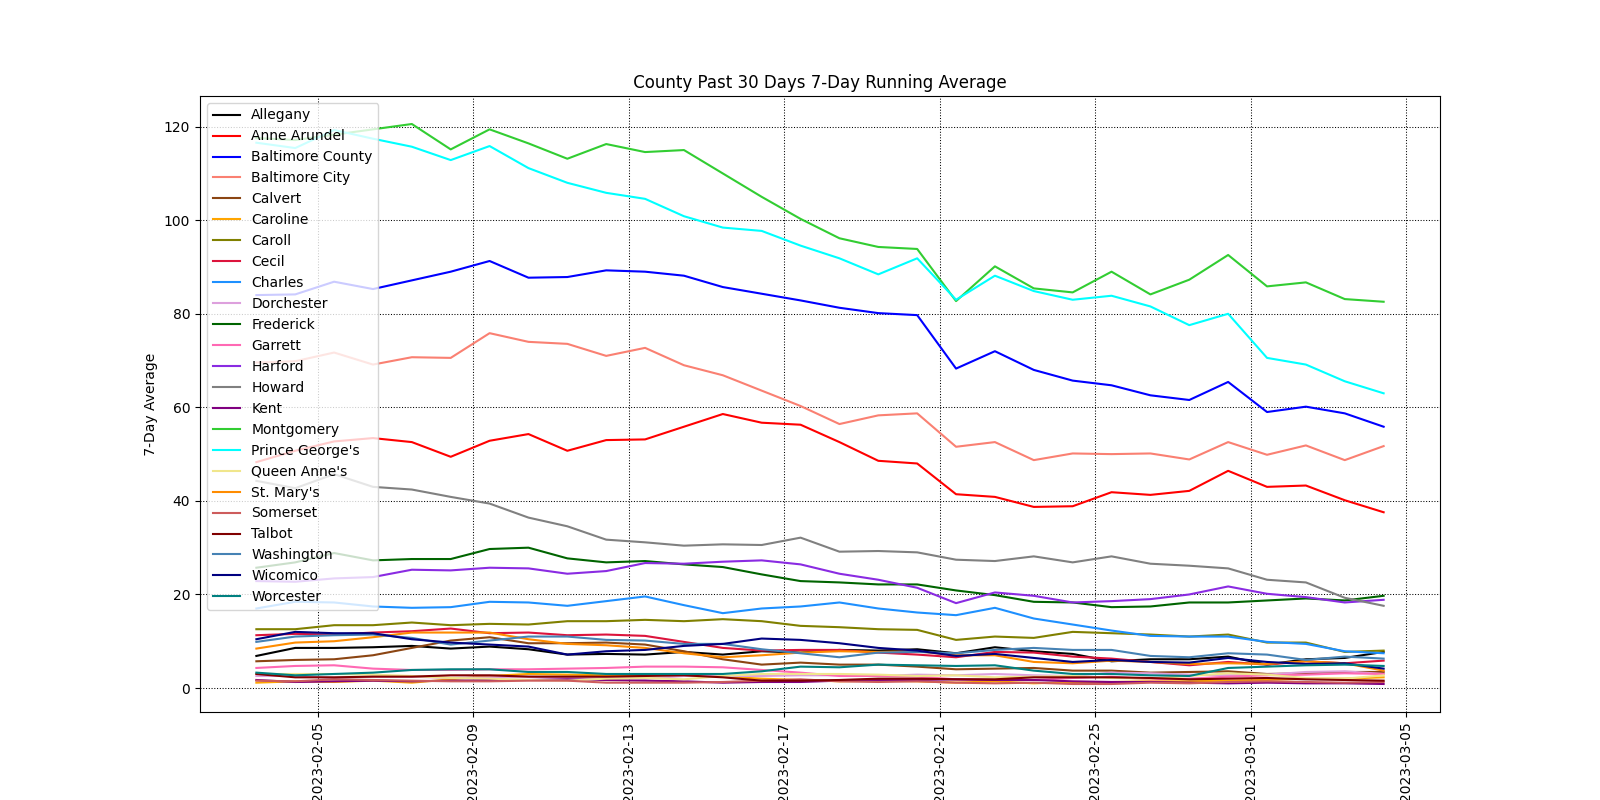 County Past 30 Days 7-Day Running Average
7-Day Average
120
100
80
60
40
20
0
Allegany
Anne Arundel
Baltimore County
Baltimore City
Calvert
Caroline
Caroll
Cecil
Charles
Dorchester
Frederick
Garrett
Harford
Howard
Kent
Montgomery
Prince George's
Queen Anne's
St. Mary's
Somerset
Talbot
Washington
Wicomico
Worcester
2023-02-05
2023-02-09
2023-02-13
2023-02-17
2023-02-21
2023-02-25
2023-03-01
2023-03-05